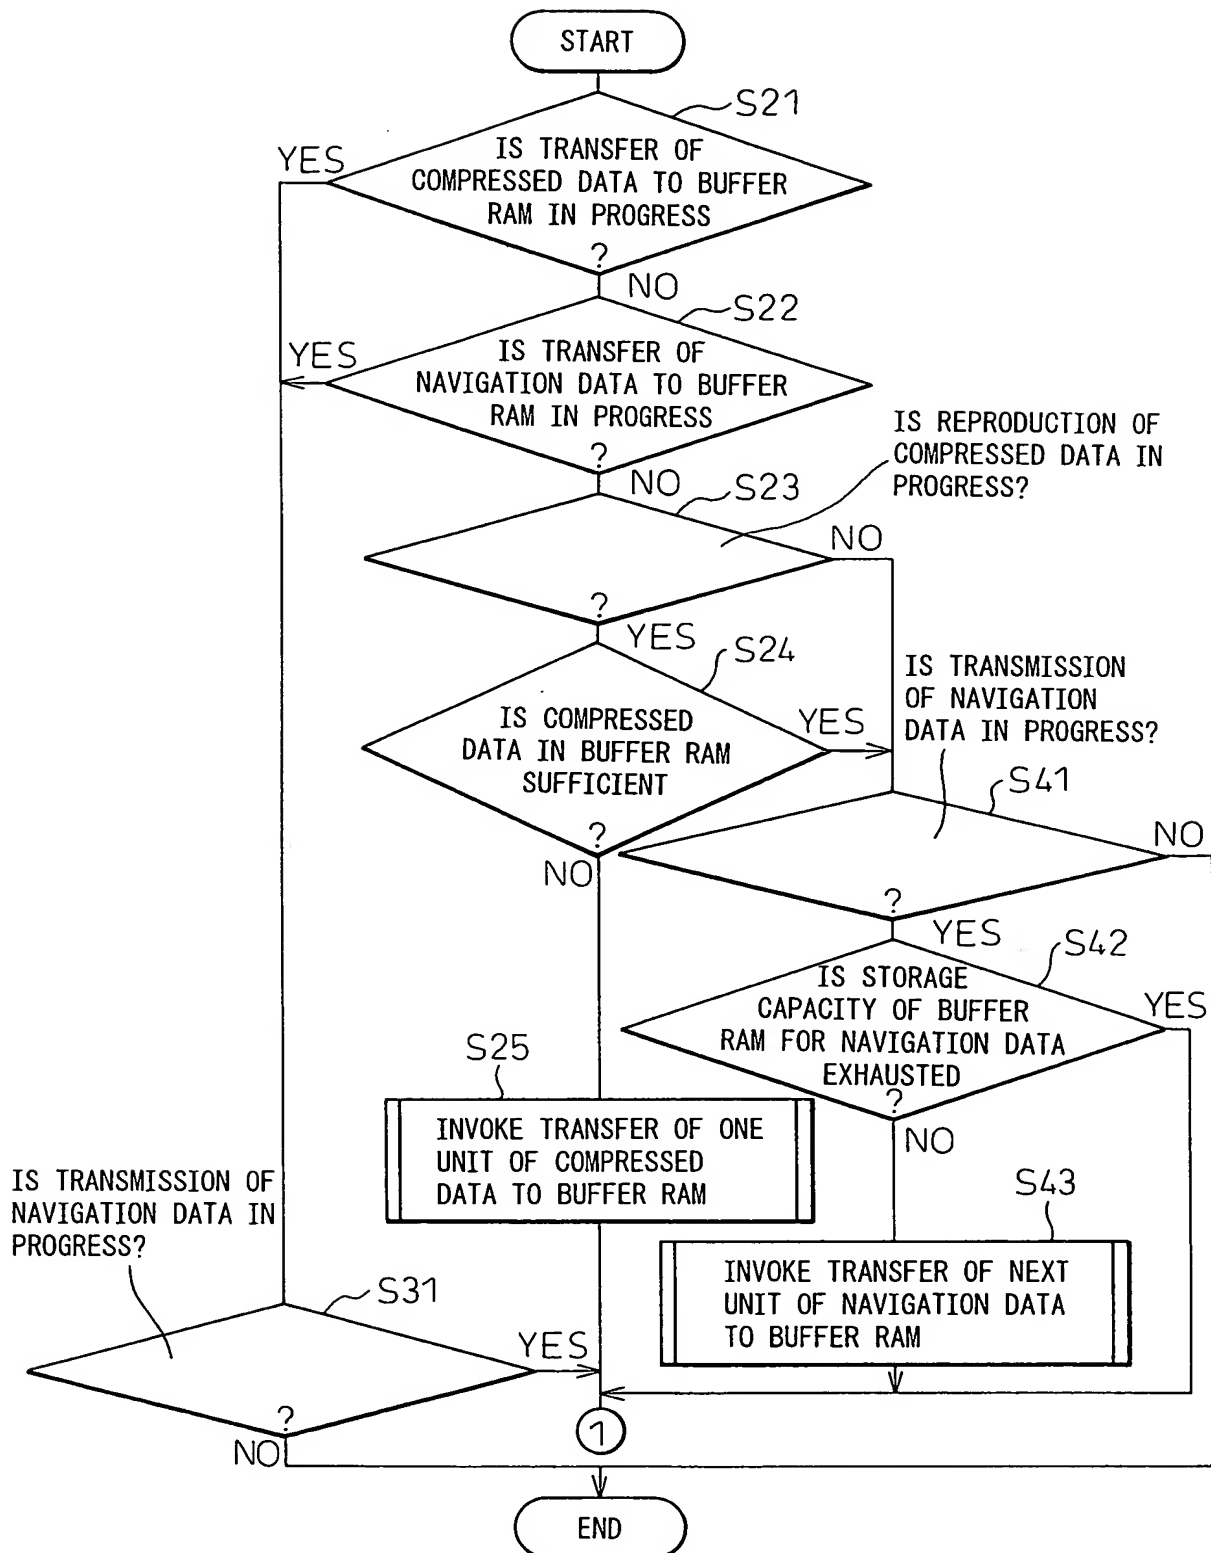 START
S21
YES
IS TRANSFER OF
COMPRESSED DATA TO BUFFER
RAM IN PROGRESS
?
NO
S22
YES
IS TRANSFER OF
NAVIGATION DATA TO BUFFER
RAM IN PROGRESS
?
NO
S23
IS REPRODUCTION OF
COMPRESSED DATA IN
PROGRESS?
NO
?
YES
S24
IS COMPRESSED
DATA IN BUFFER RAM
SUFFICIENT
?
YES
NO
IS TRANSMISSION
OF NAVIGATION
DATA IN PROGRESS?
S41
NO
?
YES
S42
IS STORAGE
CAPACITY OF BUFFER
RAM FOR NAVIGATION DATA
EXHAUSTED
?
YES
NO
S25
INVOKE TRANSFER OF ONE
UNIT OF COMPRESSED
DATA TO BUFFER RAM
S43
INVOKE TRANSFER OF NEXT
UNIT OF NAVIGATION DATA
TO BUFFER RAM
IS TRANSMISSION OF
NAVIGATION DATA IN
PROGRESS?
S31
YES
?
NO
1
END